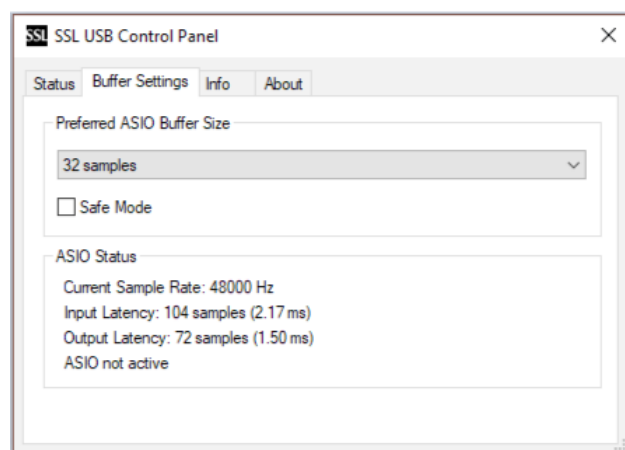 SSL SSL USB Control Panel
Status Buffer Settings Info About
Preferred ASIO Buffer Size
32 samples
Safe Mode
ASIO Status
Current Sample Rate: 48000 Hz
Input Latency: 104 samples (2.17 ms)
Output Latency: 72 samples (1.50 ms)
ASIO not active